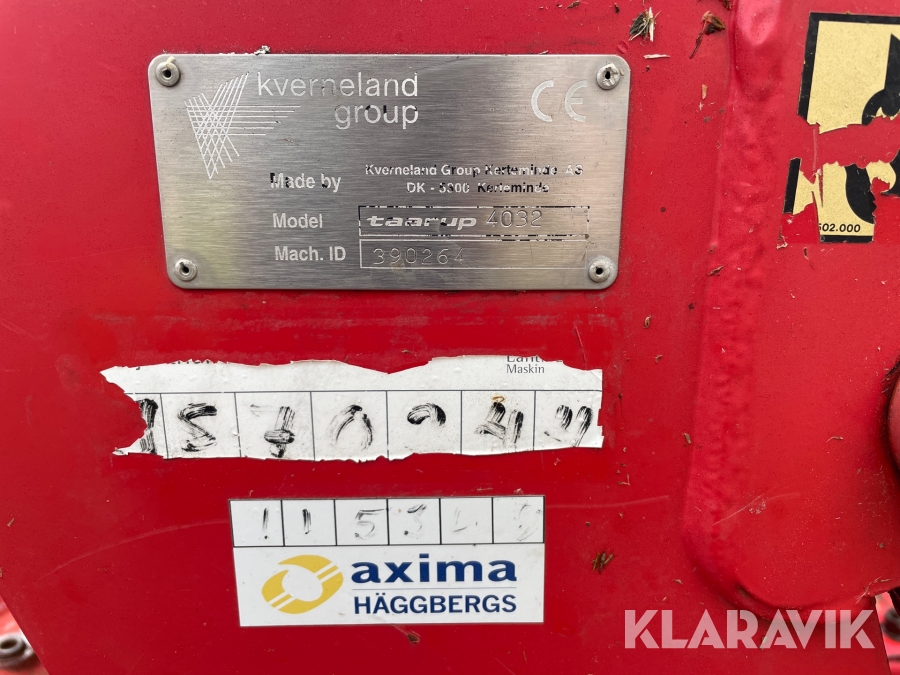 kverneland
group
CE
Made by
Kverneland Group Kerteminde AS
DK - 5300 Kerteminde
Model
taarup 4032
Mach. ID
390264
502.000
Maskin
axima
HÄGGBERGS
KLARAVIK